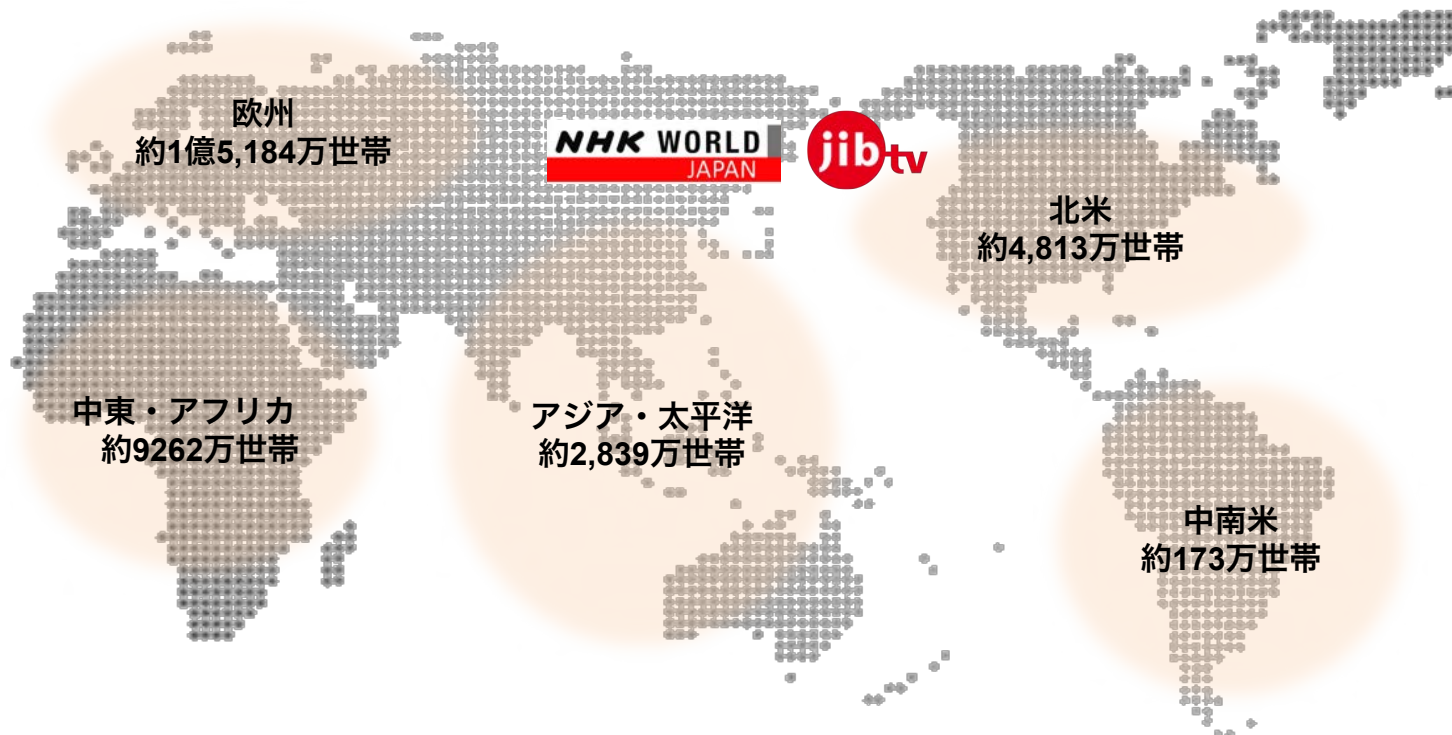 欧州
約1億5,184万世帯
NHK WORLD
JAPAN
jib tv
北米
約4,813万世帯
中東・アフリカ
約9262万世帯
アジア・太平洋
約2,839万世帯
中南米
約173万世帯